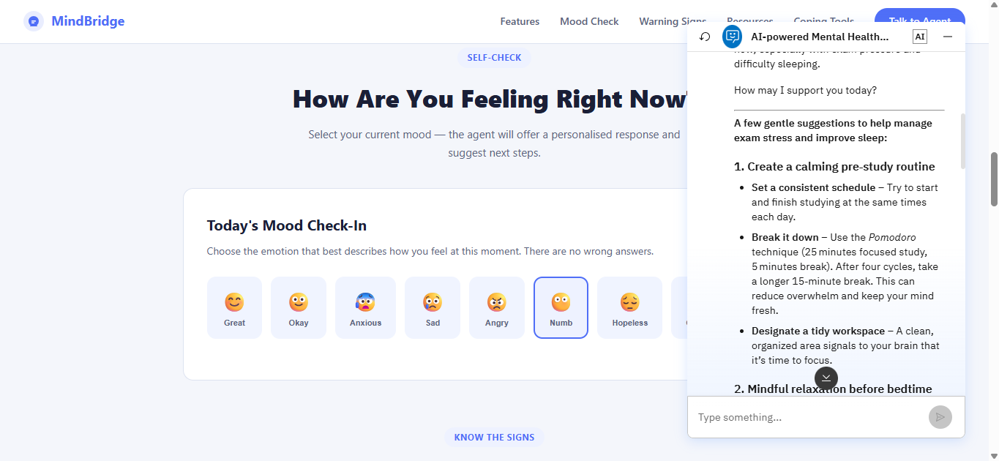 MindBridge
Features
Mood Check
Warning Signs
Resources
Coping Tools
Talk to Agent
SELF-CHECK
How Are You Feeling Right Now
Select your current mood — the agent will offer a personalised response and
suggest next steps.
Today's Mood Check-In
Choose the emotion that best describes how you feel at this moment. There are no wrong answers.
Great
Okay
Anxious
Sad
Angry
Numb
Hopeless
KNOW THE SIGNS
AI-powered Mental Health...
AI
now, especially with exam pressure and
difficulty sleeping.
How may I support you today?
A few gentle suggestions to help manage
exam stress and improve sleep:
1. Create a calming pre-study routine
• Set a consistent schedule – Try to start
and finish studying at the same times
each day.
• Break it down – Use the Pomodoro
technique (25 minutes focused study,
5 minutes break). After four cycles, take
a longer 15-minute break. This can
reduce overwhelm and keep your mind
fresh.
• Designate a tidy workspace – A clean,
organized area signals to your brain that
it's time to focus.
2. Mindful relaxation before bedtime
Type something...